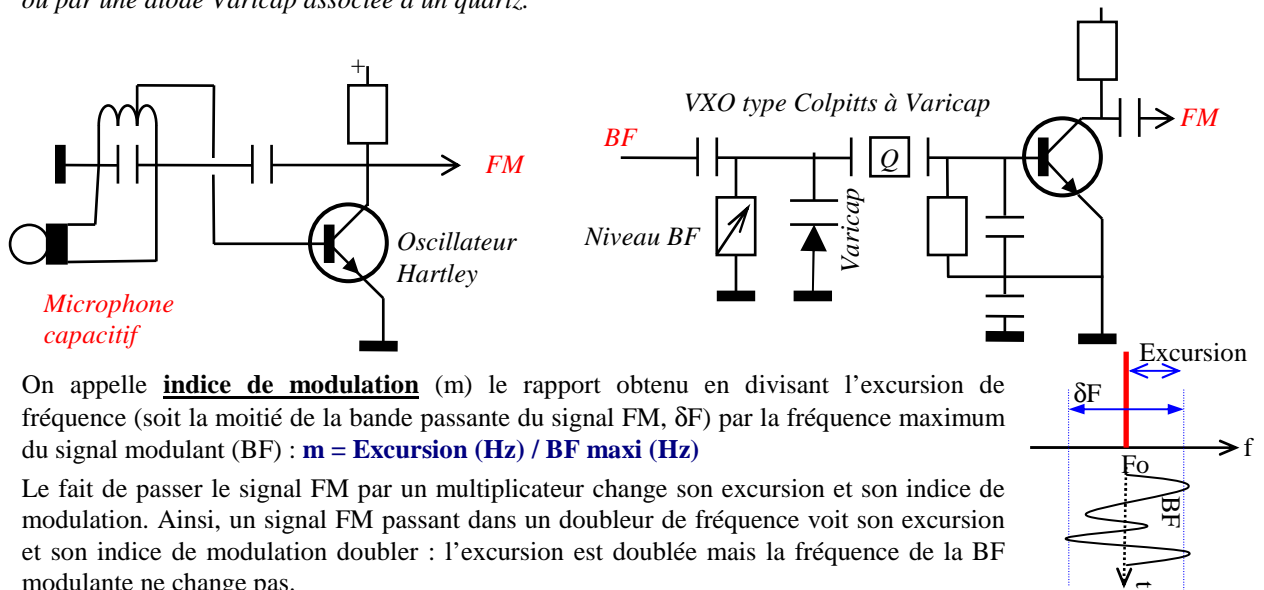 ou par une diode Varicap associée à un quartz.
+
FM
Oscillateur
Hartley
Microphone
capacitif
VXO type Colpitts à Varicap
BF
Q
FM
Niveau BF
Varicap
On appelle indice de modulation (m) le rapport obtenu en divisant l'excursion de
fréquence (soit la moitié de la bande passante du signal FM, δF) par la fréquence maximum
du signal modulant (BF) : m = Excursion (Hz) / BF maxi (Hz)
Le fait de passer le signal FM par un multiplicateur change son excursion et son indice de
modulation. Ainsi, un signal FM passant dans un doubleur de fréquence voit son excursion
et son indice de modulation doubler : l'excursion est doublée mais la fréquence de la BF
modulante ne change pas.
Excursion
δF
f
Fo
BF
t